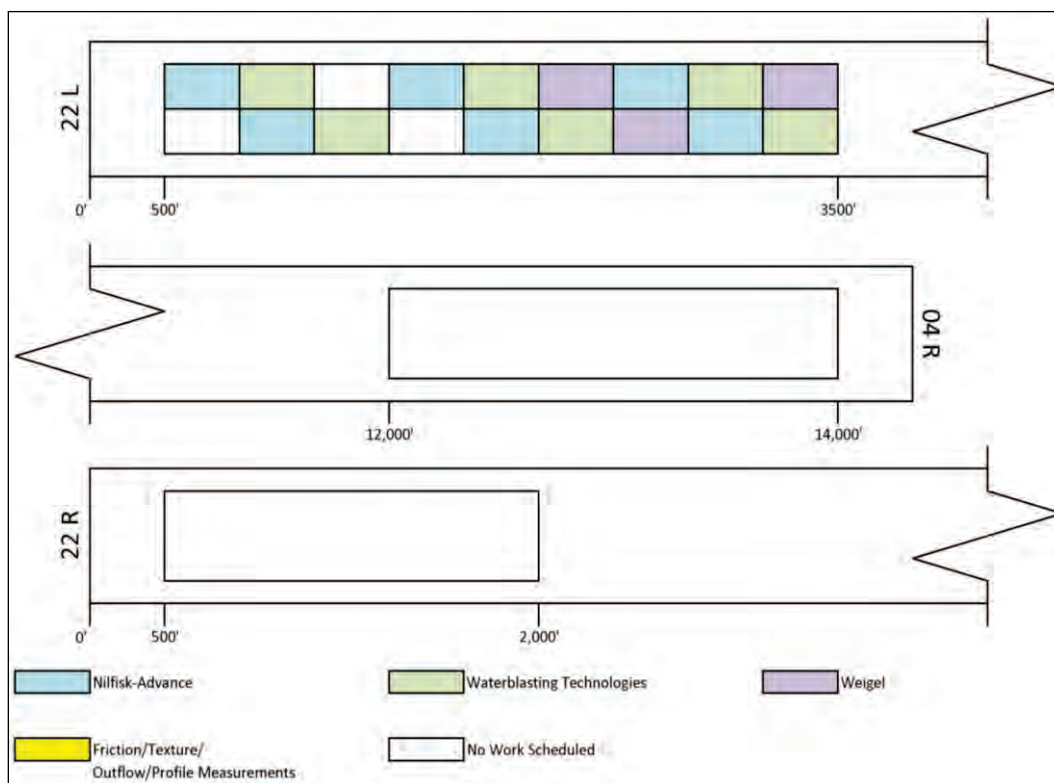 22 L
0'
500'
3500'
04 R
12,000'
14,000'
22 R
0'
500'
2,000'
Nilfisk-Advance
Waterblasting Technologies
Weigel
Friction/Texture/
Outflow/Profile Measurements
No Work Scheduled